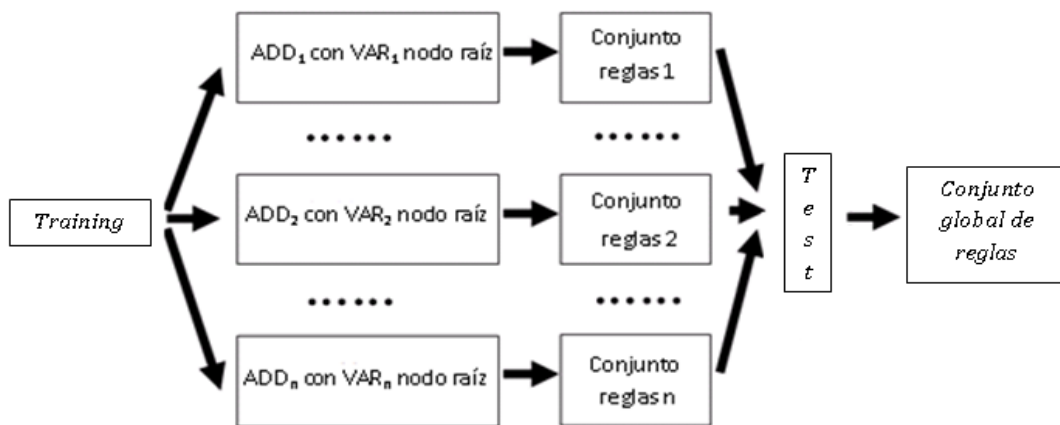 ADD₁ con VAR₁ nodo raíz
Conjunto
reglas 1
......
......
Training
ADD₂ con VAR₂ nodo raíz
Conjunto
reglas 2
T
e
s
t
Conjunto
global de
reglas
......
......
ADDₙ con VARₙ nodo raíz
Conjunto
reglas n